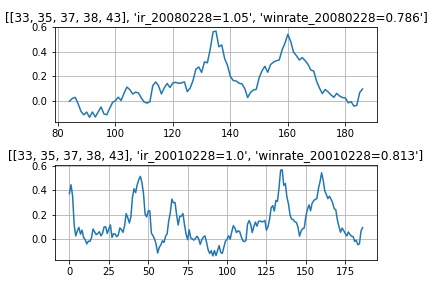 [[33, 35, 37, 38, 43], 'ir_20080228=1.05', 'winrate_20080228=0.786']
0.6
0.4
0.2
0.0
80 100 120 140 160 180
[[33, 35, 37, 38, 43], 'ir_20010228=1.0', 'winrate_20010228=0.813']
0.6
0.4
0.2
0.0
0 25 50 75 100 125 150 175